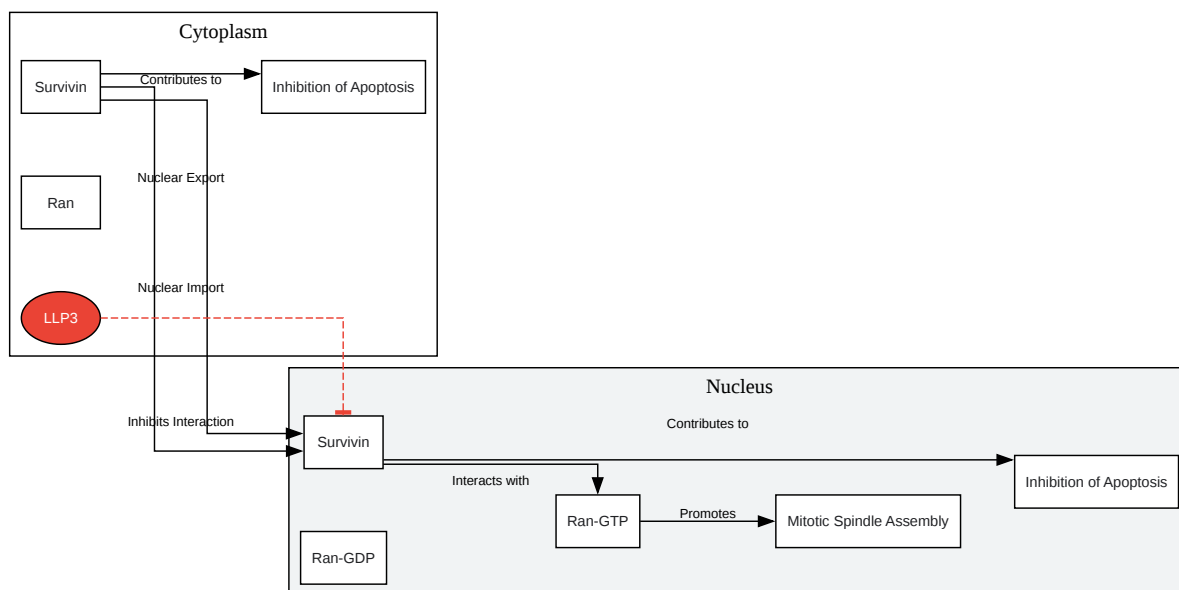 Cytoplasm
Survivin
Contributes to
Inhibition of Apoptosis
Nuclear Export
Ran
Nuclear Import
LLP3
Nucleus
Inhibits Interaction
Survivin
Contributes to
Interacts with
Inhibition of Apoptosis
Ran-GTP
Promotes
Mitotic Spindle Assembly
Ran-GDP